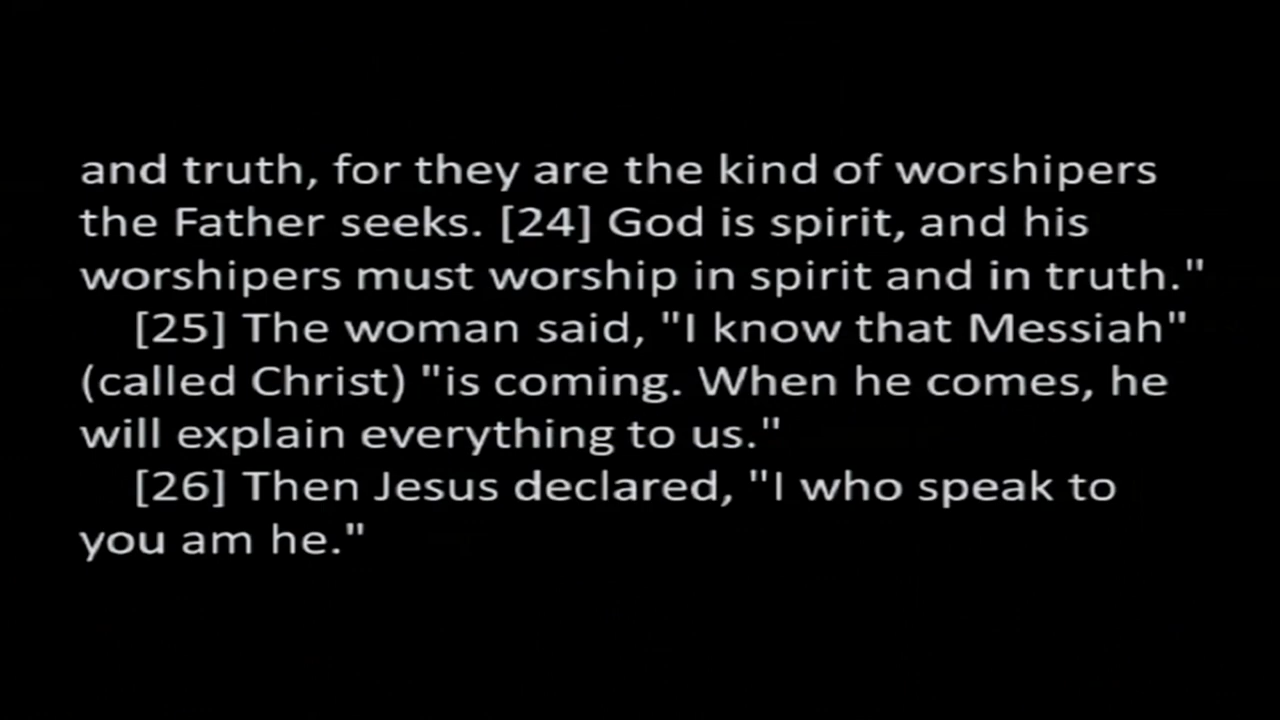 and truth, for they are the kind of worshipers
the Father seeks. [24] God is spirit, and his
worshipers must worship in spirit and in truth."
[25] The woman said, "I know that Messiah"
(called Christ) "is coming. When he comes, he
will explain everything to us."
[26] Then Jesus declared, "I who speak to
you am he."